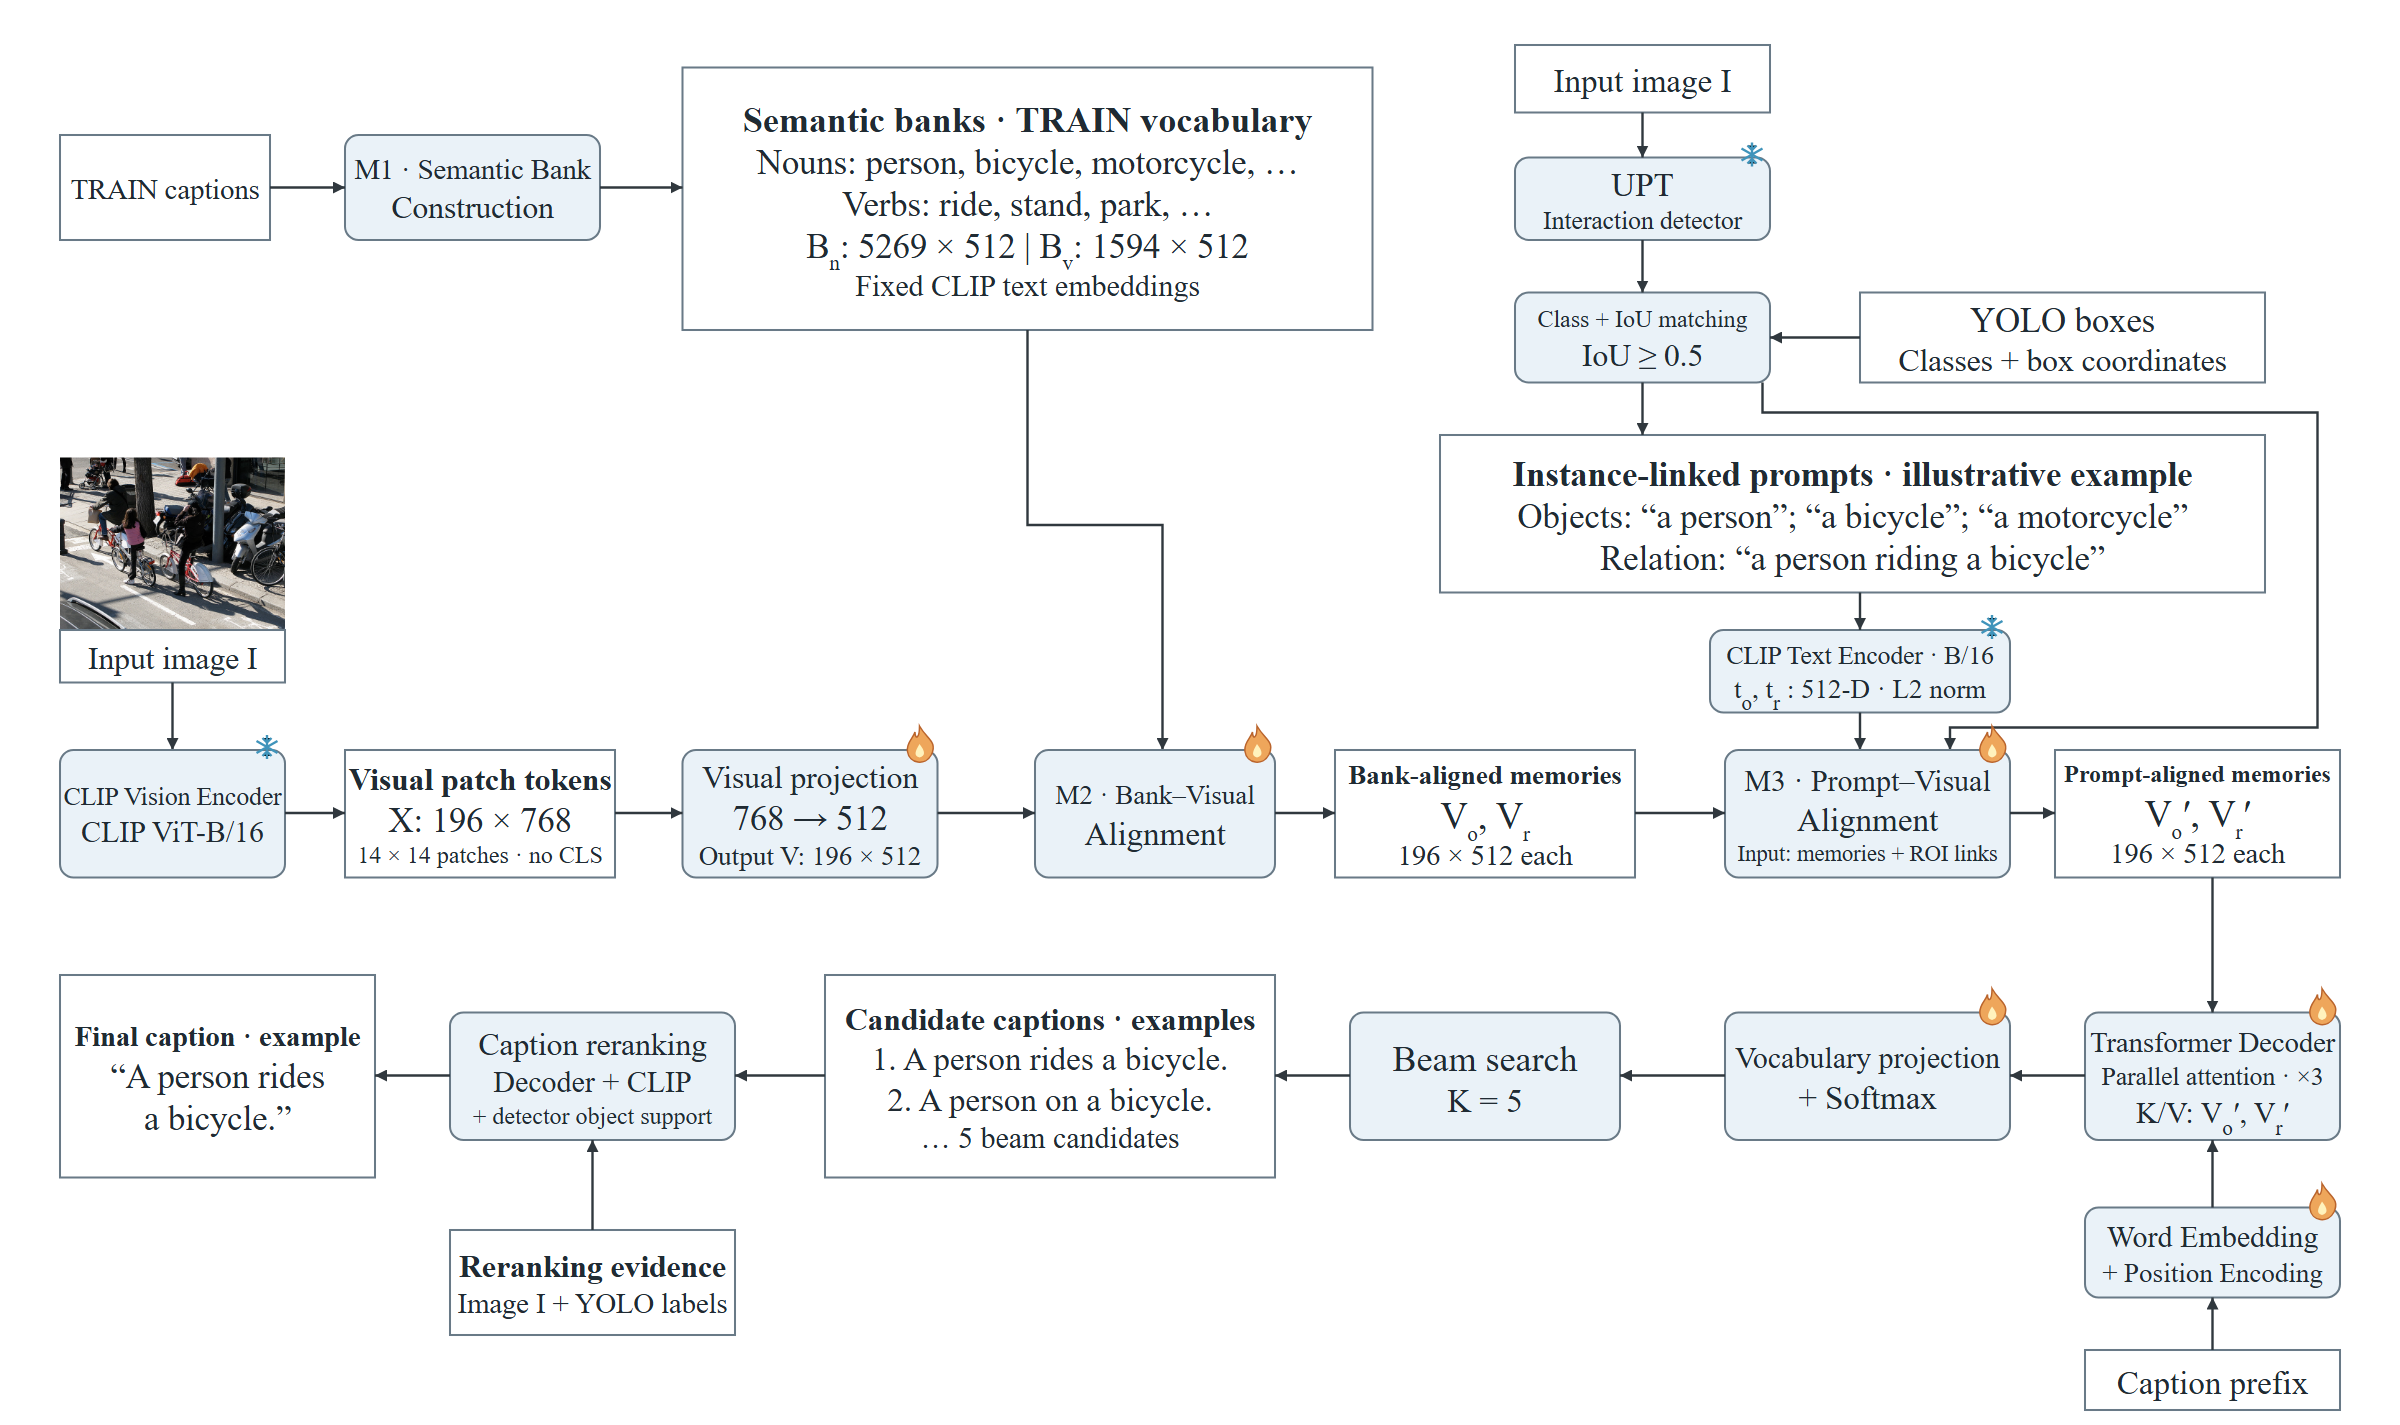 Input image I
Semantic banks · TRAIN vocabulary
Nouns: person, bicycle, motorcycle, …
Verbs: ride, stand, park, …
Bn: 5269 × 512 | Bv: 1594 × 512
Fixed CLIP text embeddings
TRAIN captions
M1 · Semantic Bank
Construction
UPT
Interaction detector
Class + IoU matching
IoU ≥ 0.5
YOLO boxes
Classes + box coordinates
Instance-linked prompts · illustrative example
Objects: “a person”; “a bicycle”; “a motorcycle”
Relation: “a person riding a bicycle”
Input image I
CLIP Text Encoder · B/16
to, tr : 512-D · L2 norm
CLIP Vision Encoder
CLIP ViT-B/16
Visual patch tokens
X: 196 × 768
14 × 14 patches · no CLS
Visual projection
768 → 512
Output V: 196 × 512
M2 · Bank–Visual
Alignment
Bank-aligned memories
Vo, Vr
196 × 512 each
M3 · Prompt–Visual
Alignment
Input: memories + ROI links
Prompt-aligned memories
Vo′, Vr′
196 × 512 each
Final caption · example
“A person rides
a bicycle.”
Caption reranking
Decoder + CLIP
+ detector object support
Candidate captions · examples
1. A person rides a bicycle.
2. A person on a bicycle.
… 5 beam candidates
Beam search
K = 5
Vocabulary projection
+ Softmax
Transformer Decoder
Parallel attention · ×3
K/V: Vo′, Vr′
Reranking evidence
Image I + YOLO labels
Word Embedding
+ Position Encoding
Caption prefix